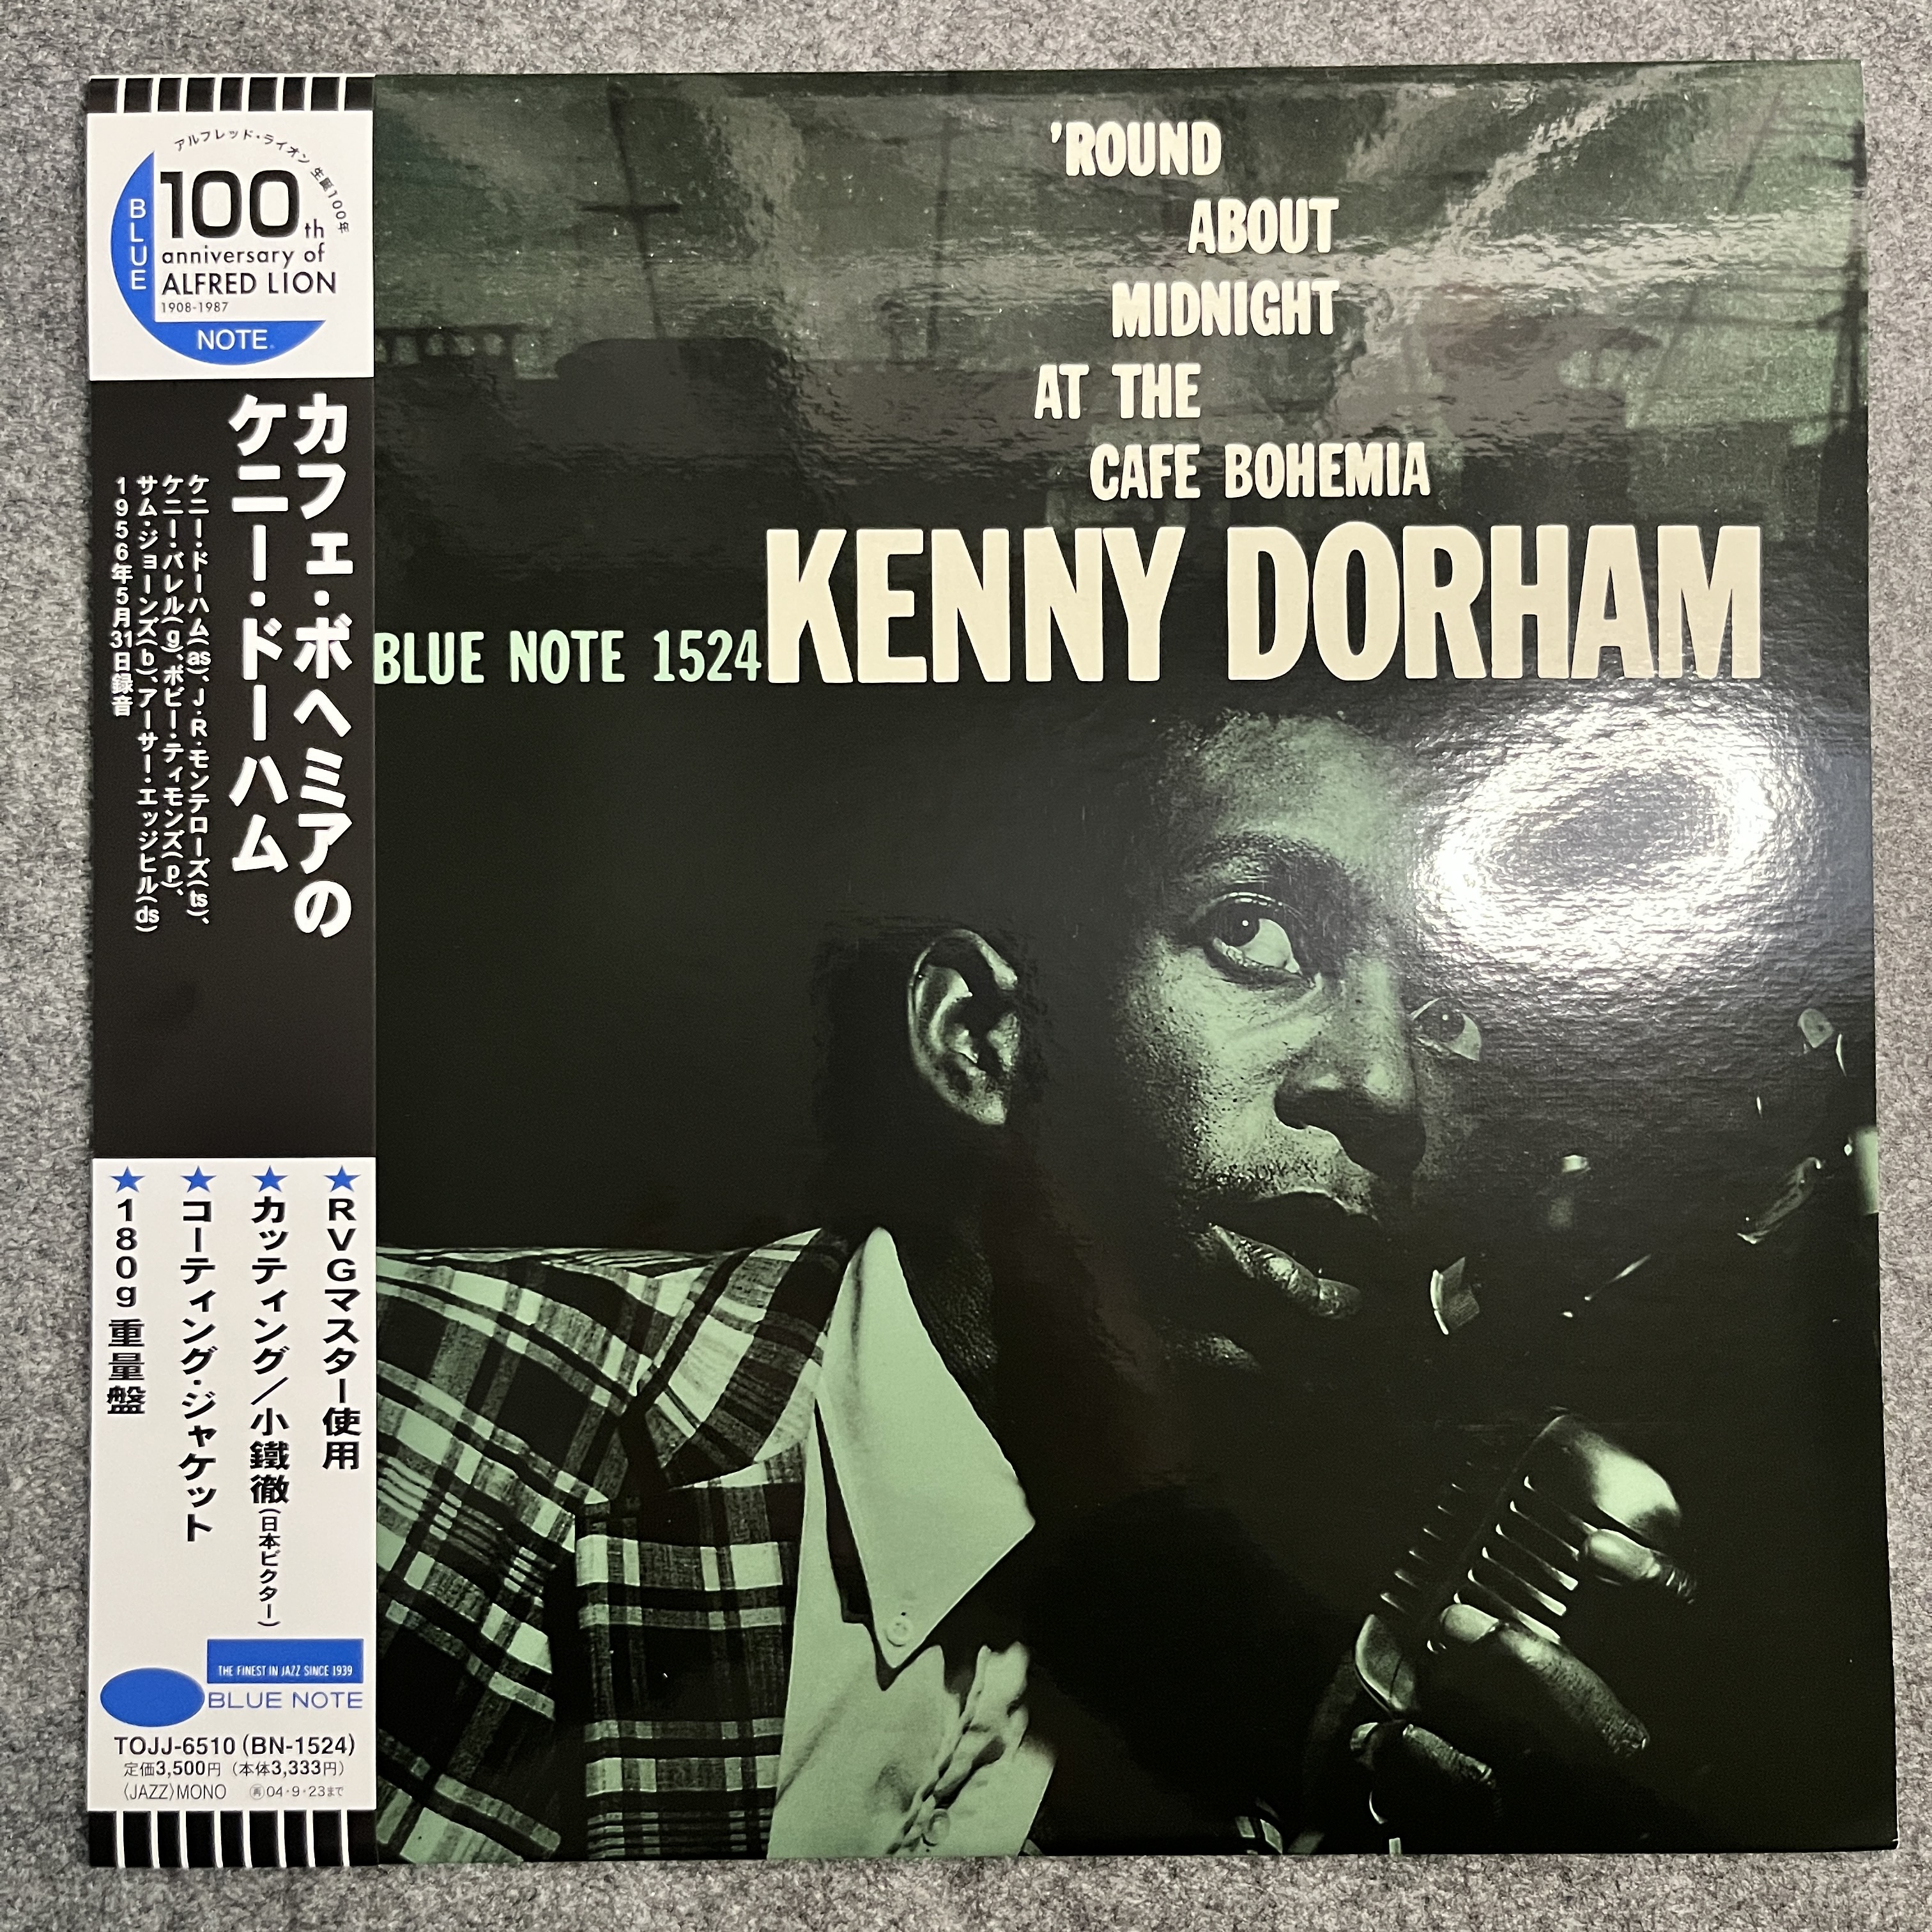 アルフレッド・ライオン 生誕100年
BLUE
100th
anniversary of
ALFRED LION
1908-1987
NOTE®
カフェ・ボヘミアの
ケニー・ドーハム
ケニー・ドーハム(as)、J・R・モンテローズ(ts)、
ケニー・バレル(g)、ボビー・ティモンズ(p)、
サム・ジョーンズ(b)、アーサー・エッジヒル(ds)
1956年5月31日録音
★RVGマスター使用
★カッティング/小鐵徹(日本ビクター)
★コーティング・ジャケット
★180g重量盤
THE FINEST IN JAZZ SINCE 1939
BLUE NOTE
TOJJ-6510 (BN-1524)
定価3,500円 (本体3,333円)
(JAZZ)MONO ㊢04・9・23まで
'ROUND
ABOUT
MIDNIGHT
AT THE
CAFE BOHEMIA
BLUE NOTE 1524 KENNY DORHAM